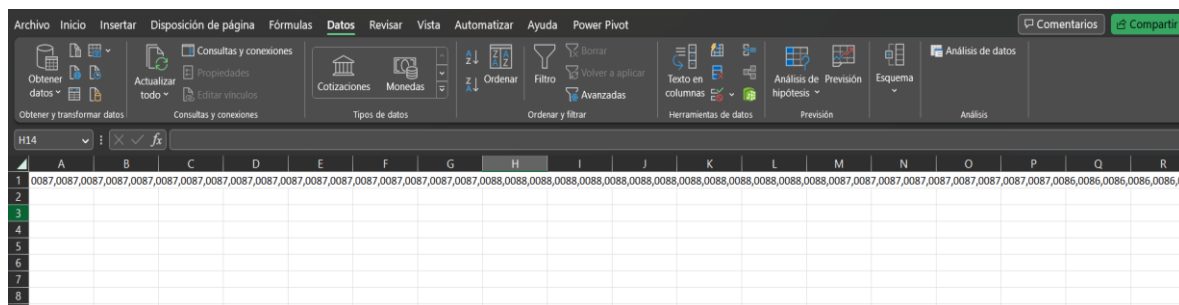 Archivo Inicio Insertar Disposición de página Fórmulas Datos Revisar Vista Automatizar Ayuda Power Pivot Comentarios Compartir
Obtener datos
Actualizar todo
Consultas y conexiones
Propiedades
Editar vínculos
Cotizaciones
Monedas
Ordenar
Filtro
Borrar
Volver a aplicar
Avanzadas
Texto en columnas
Análisis de hipótesis
Previsión
Esquema
Análisis de datos
Obtener y transformar datos Consultas y conexiones Tipos de datos Ordenar y filtrar Herramientas de datos Previsión Análisis
H14 fx
A B C D E F G H I J K L M N O P Q R
1 0087,0087,0087,0087,0087,0087,0087,0087,0087,0087,0087,0087,0087,0087,0087,0087,0087,0087,0087,0088,0088,0088,0088,0088,0088,0088,0088,0088,0088,0088,0088,0088,0088,0087,0087,0087,0087,0087,0087,0087,0087,0086,0086,0086,0086,0086,
2
3
4
5
6
7
8